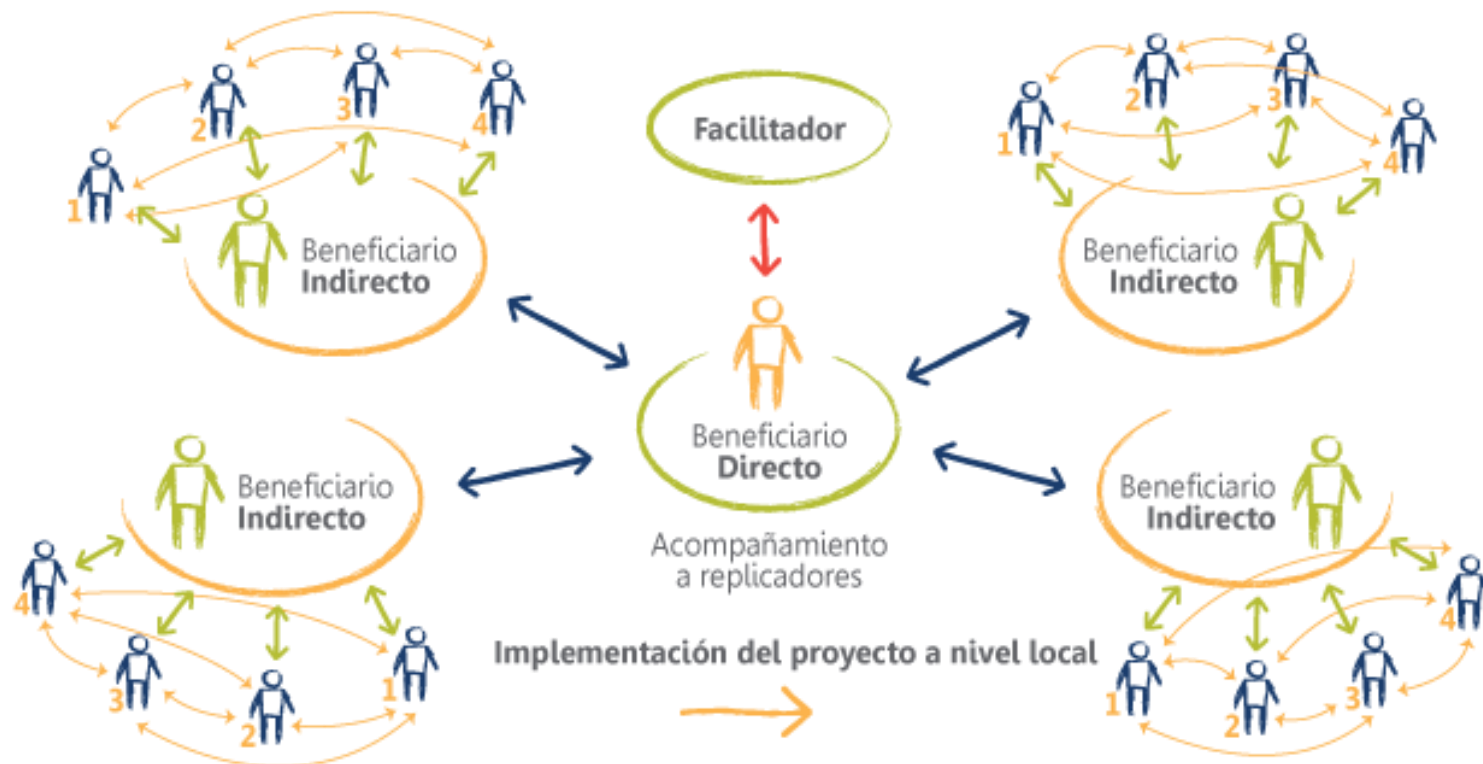 2
3
4
1
Beneficiario
Indirecto
Facilitador
1
2
3
4
Beneficiario
Indirecto
Beneficiario
Directo
Acompañamiento
a replicadores
Beneficiario
Indirecto
4
3
2
1
Beneficiario
Indirecto
1
2
3
4
Implementación del proyecto a nivel local